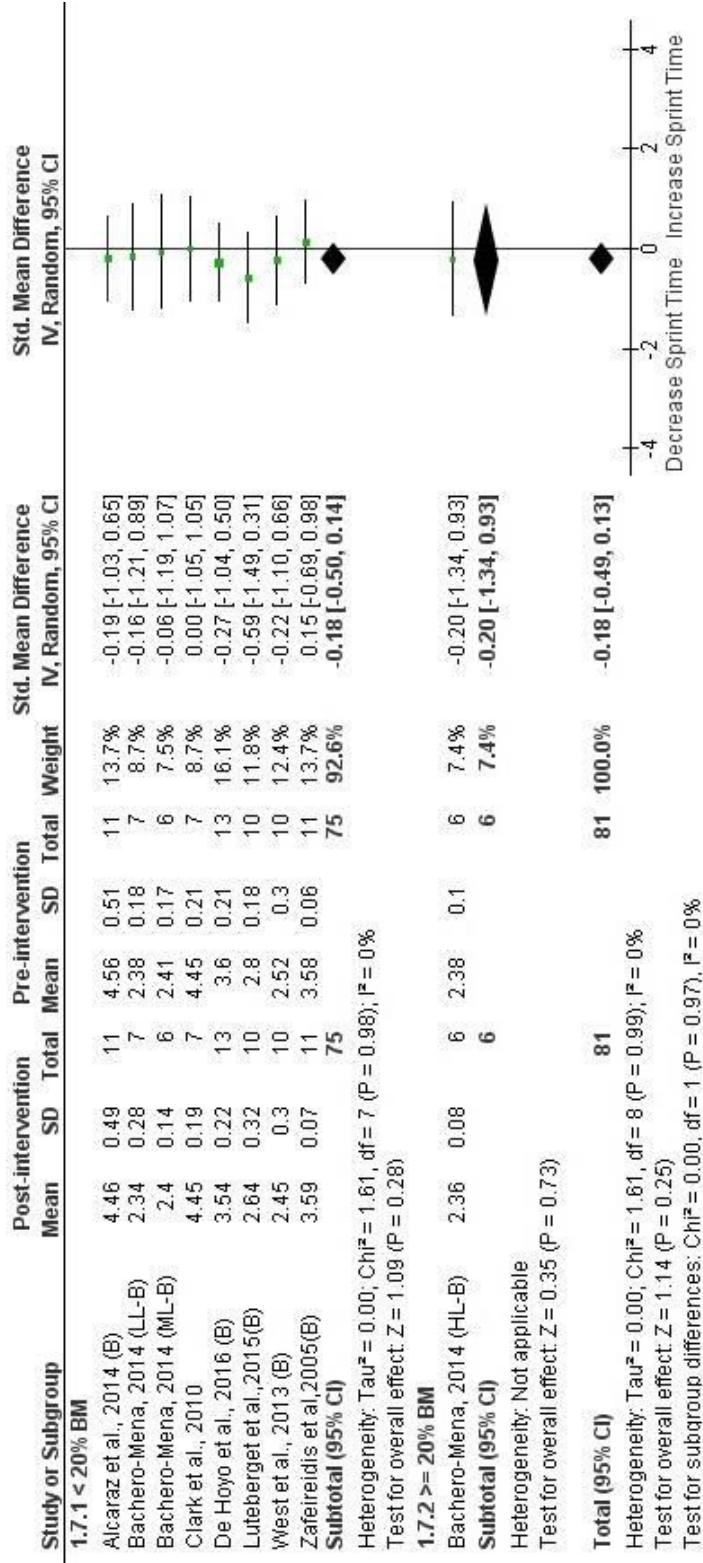 Post-intervention Pre-intervention Std. Mean Difference Std. Mean Difference
Study or Subgroup Mean SD Total Mean SD Total Weight IV, Random, 95% CI IV, Random, 95% CI
1.7.1 < 20% BM
Alcaraz et al., 2014 (B) 4.46 0.49 11 4.56 0.51 11 13.7% -0.19 [-1.03, 0.65]
Bachero-Mena, 2014 (LL-B) 2.34 0.28 7 2.38 0.18 7 8.7% -0.16 [-1.21, 0.89]
Bachero-Mena, 2014 (ML-B) 2.4 0.14 6 2.41 0.17 6 7.5% -0.06 [-1.19, 1.07]
Clark et al., 2010 4.45 0.19 7 4.45 0.21 7 8.7% 0.00 [-1.05, 1.05]
De Hoyo et al., 2016 (B) 3.54 0.22 13 3.6 0.21 13 16.1% -0.27 [-1.04, 0.50]
Luteberget et al.,2015(B) 2.64 0.32 10 2.8 0.18 10 11.8% -0.59 [-1.49, 0.31]
West et al., 2013 (B) 2.45 0.3 10 2.52 0.3 10 12.4% -0.22 [-1.10, 0.66]
Zafeireidis et al,2005(B) 3.59 0.07 11 3.58 0.06 11 13.7% 0.15 [-0.69, 0.98]
Subtotal (95% CI) 75 75 92.6% -0.18 [-0.50, 0.14]
Heterogeneity: Tau² = 0.00; Chi² = 1.61, df = 7 (P = 0.98); I² = 0%
Test for overall effect: Z = 1.09 (P = 0.28)
1.7.2 >= 20% BM
Bachero-Mena, 2014 (HL-B) 2.36 0.08 6 2.38 0.1 6 7.4% -0.20 [-1.34, 0.93]
Subtotal (95% CI) 6 6 7.4% -0.20 [-1.34, 0.93]
Heterogeneity: Not applicable
Test for overall effect: Z = 0.35 (P = 0.73)
Total (95% CI) 81 81 100.0% -0.18 [-0.49, 0.13]
Heterogeneity: Tau² = 0.00; Chi² = 1.61, df = 8 (P = 0.99); I² = 0%
Test for overall effect: Z = 1.14 (P = 0.25)
Test for subgroup differences: Chi² = 0.00, df = 1 (P = 0.97), I² = 0%
-4 -2 0 2 4
Decrease Sprint Time Increase Sprint Time